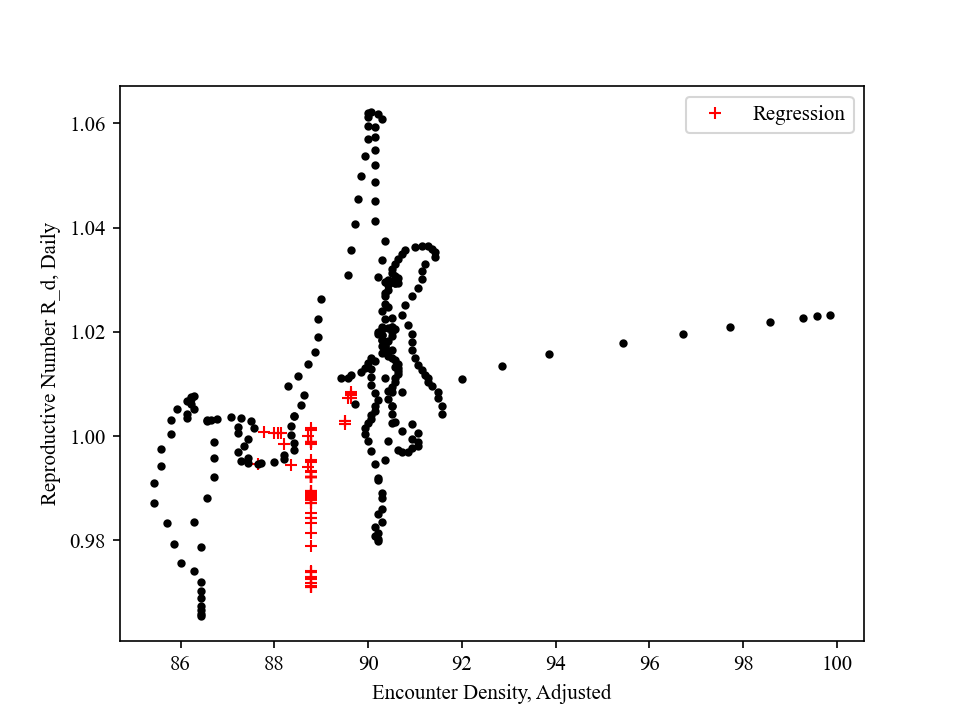 Regression
1.06
1.04
1.02
1.00
0.98
Reproductive Number R_d, Daily
86 88 90 92 94 96 98 100
Encounter Density, Adjusted